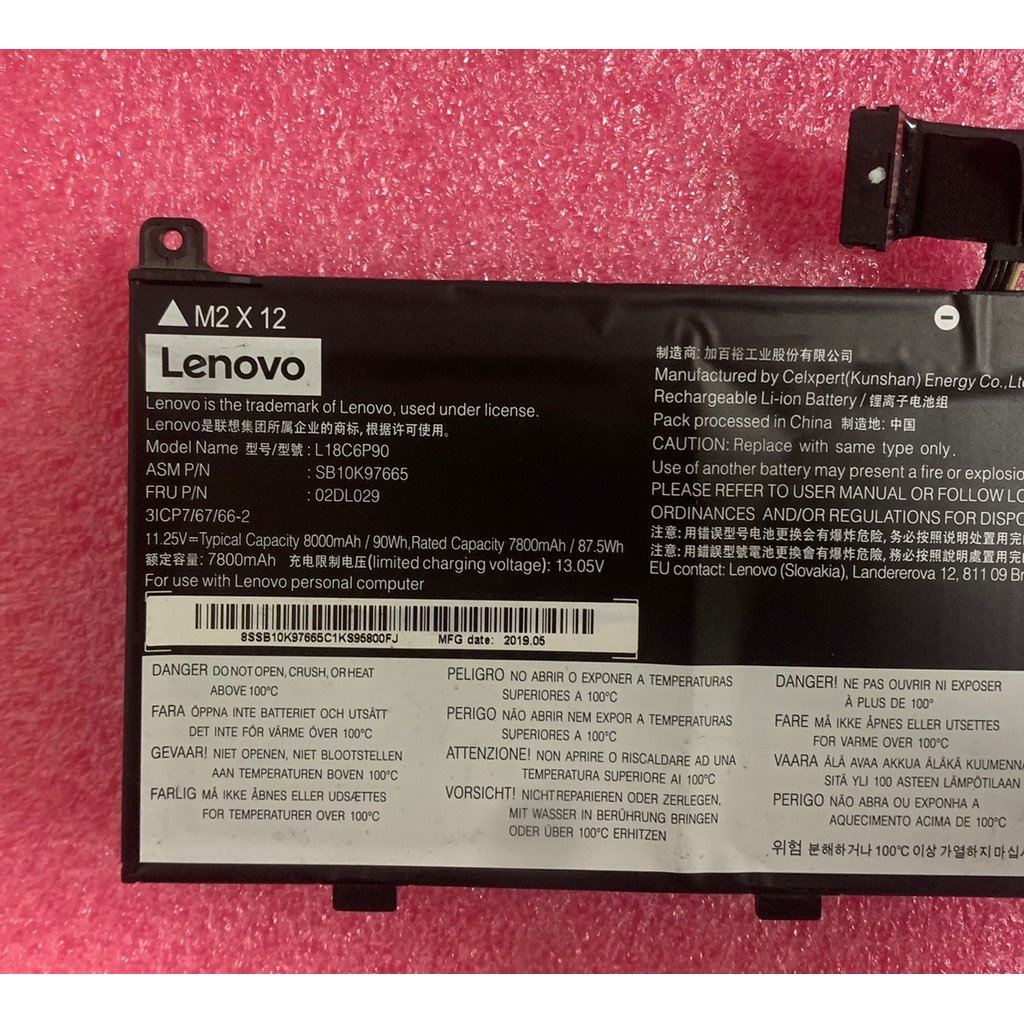 M2 X 12
Lenovo
Lenovo is the trademark of Lenovo, used under license.
Lenovo是联想集团所属企业的商标, 根据许可使用。
Model Name 型号/型號 : L18C6P90
ASM P/N : SB10K97665
FRU P/N : 02DL029
3ICP7/67/66-2
11.25V⎓Typical Capacity 8000mAh / 90Wh,Rated Capacity 7800mAh / 87.5Wh
额定容量: 7800mAh 充电限制电压(limited charging voltage): 13.05V
For use with Lenovo personal computer
8SSB10K97665C1KS95800FJ MFG date: 2019.05
制造商: 加百裕工业股份有限公司
Manufactured by Celxpert(Kunshan) Energy Co.,Lt
Rechargeable Li-ion Battery / 锂离子电池组
Pack processed in China 制造地: 中国
CAUTION: Replace with same type only.
Use of another battery may present a fire or explosio
PLEASE REFER TO USER MANUAL OR FOLLOW LO
ORDINANCES AND/OR REGULATIONS FOR DISPO
注意: 用错误型号电池更换会有爆炸危险, 务必按照说明处置用完
注意: 用錯誤型號電池更換會有爆炸危險, 務必按照說明處置用完
EU contact: Lenovo (Slovakia), Landererova 12, 811 09 Br
DANGER DO NOT OPEN, CRUSH, OR HEAT
ABOVE 100°C
FARA ÖPPNA INTE BATTERIET OCH UTSÄTT
DET INTE FÖR VÄRME ÖVER 100°C
GEVAAR! NIET OPENEN, NIET BLOOTSTELLEN
AAN TEMPERATUREN BOVEN 100°C
FARLIG MÅ IKKE ÅBNES ELLER UDSÆTTES
FOR TEMPERATURER OVER 100°C
PELIGRO NO ABRIR O EXPONER A TEMPERATURAS
SUPERIORES A 100°C
PERIGO NÃO ABRIR NEM EXPOR A TEMPERATURAS
SUPERIORES A 100°C
ATTENZIONE! NON APRIRE O RISCALDARE AD UNA
TEMPERATURA SUPERIORE AI 100°C
VORSICHT! NICHT REPARIEREN ODER ZERLEGEN,
MIT WASSER IN BERÜHRUNG BRINGEN
ODER ÜBER 100°C ERHITZEN
DANGER! NE PAS OUVRIR NI EXPOSER
À PLUS DE 100°
FARE MÅ IKKE ÅPNES ELLER UTSETTES
FOR VARME OVER 100°C
VAARA ÄLÄ AVAA AKKUA ÄLÄKÄ KUUMENNA
SITÄ YLI 100 ASTEEN LÄMPÖTILAAN
PERIGO NÃO ABRA OU EXPONHA A
AQUECIMENTO ACIMA DE 100°C
위험 분해하거나 100°C 이상 가열하지 마십시